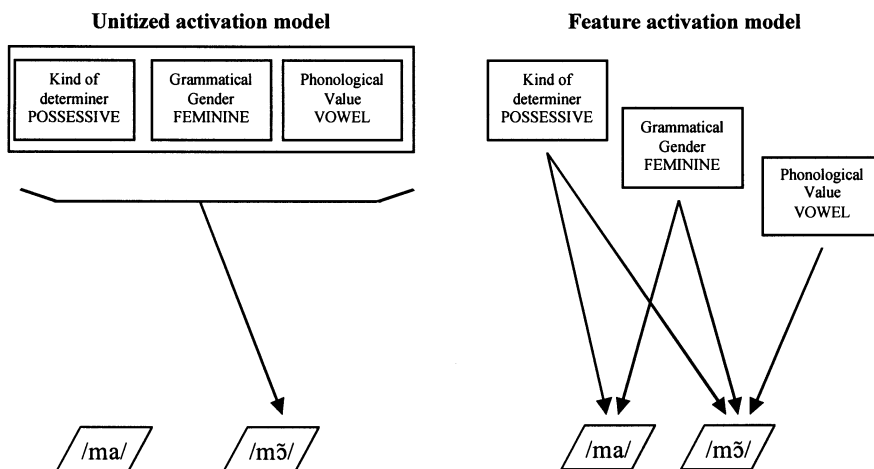 Unitized activation model
Kind of
determiner
POSSESSIVE
Grammatical
Gender
FEMININE
Phonological
Value
VOWEL
/ma/
/mɔ̃/
Feature activation model
Kind of
determiner
POSSESSIVE
Grammatical
Gender
FEMININE
Phonological
Value
VOWEL
/ma/
/mɔ̃/